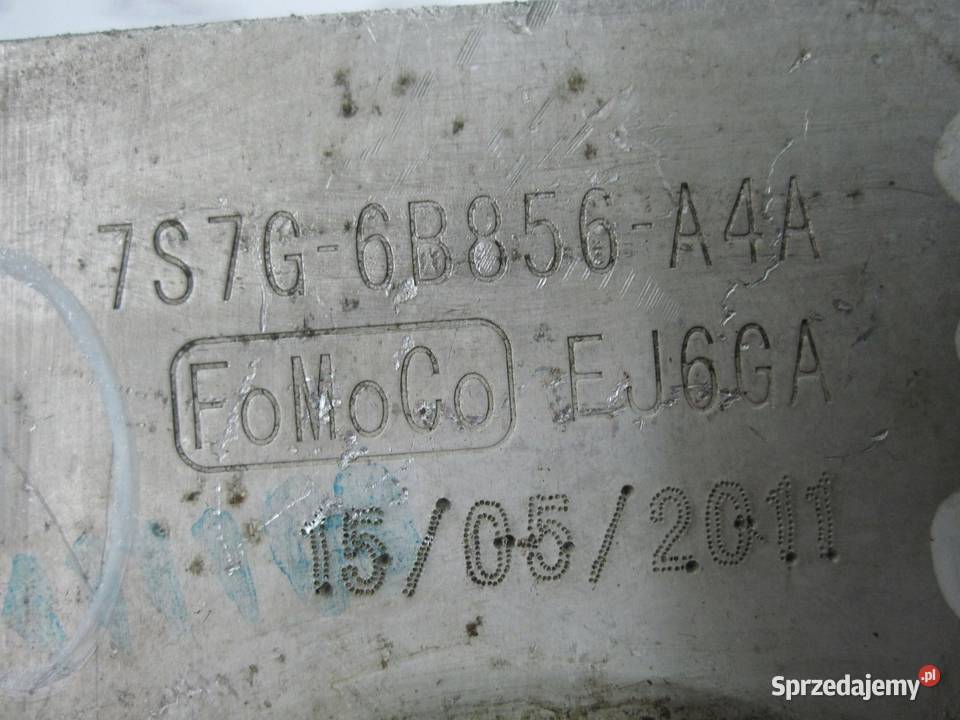 7S7G-6B856-A4A
FoMoCo EJ6GA
15/05/2011
Sprzedajemy.pl